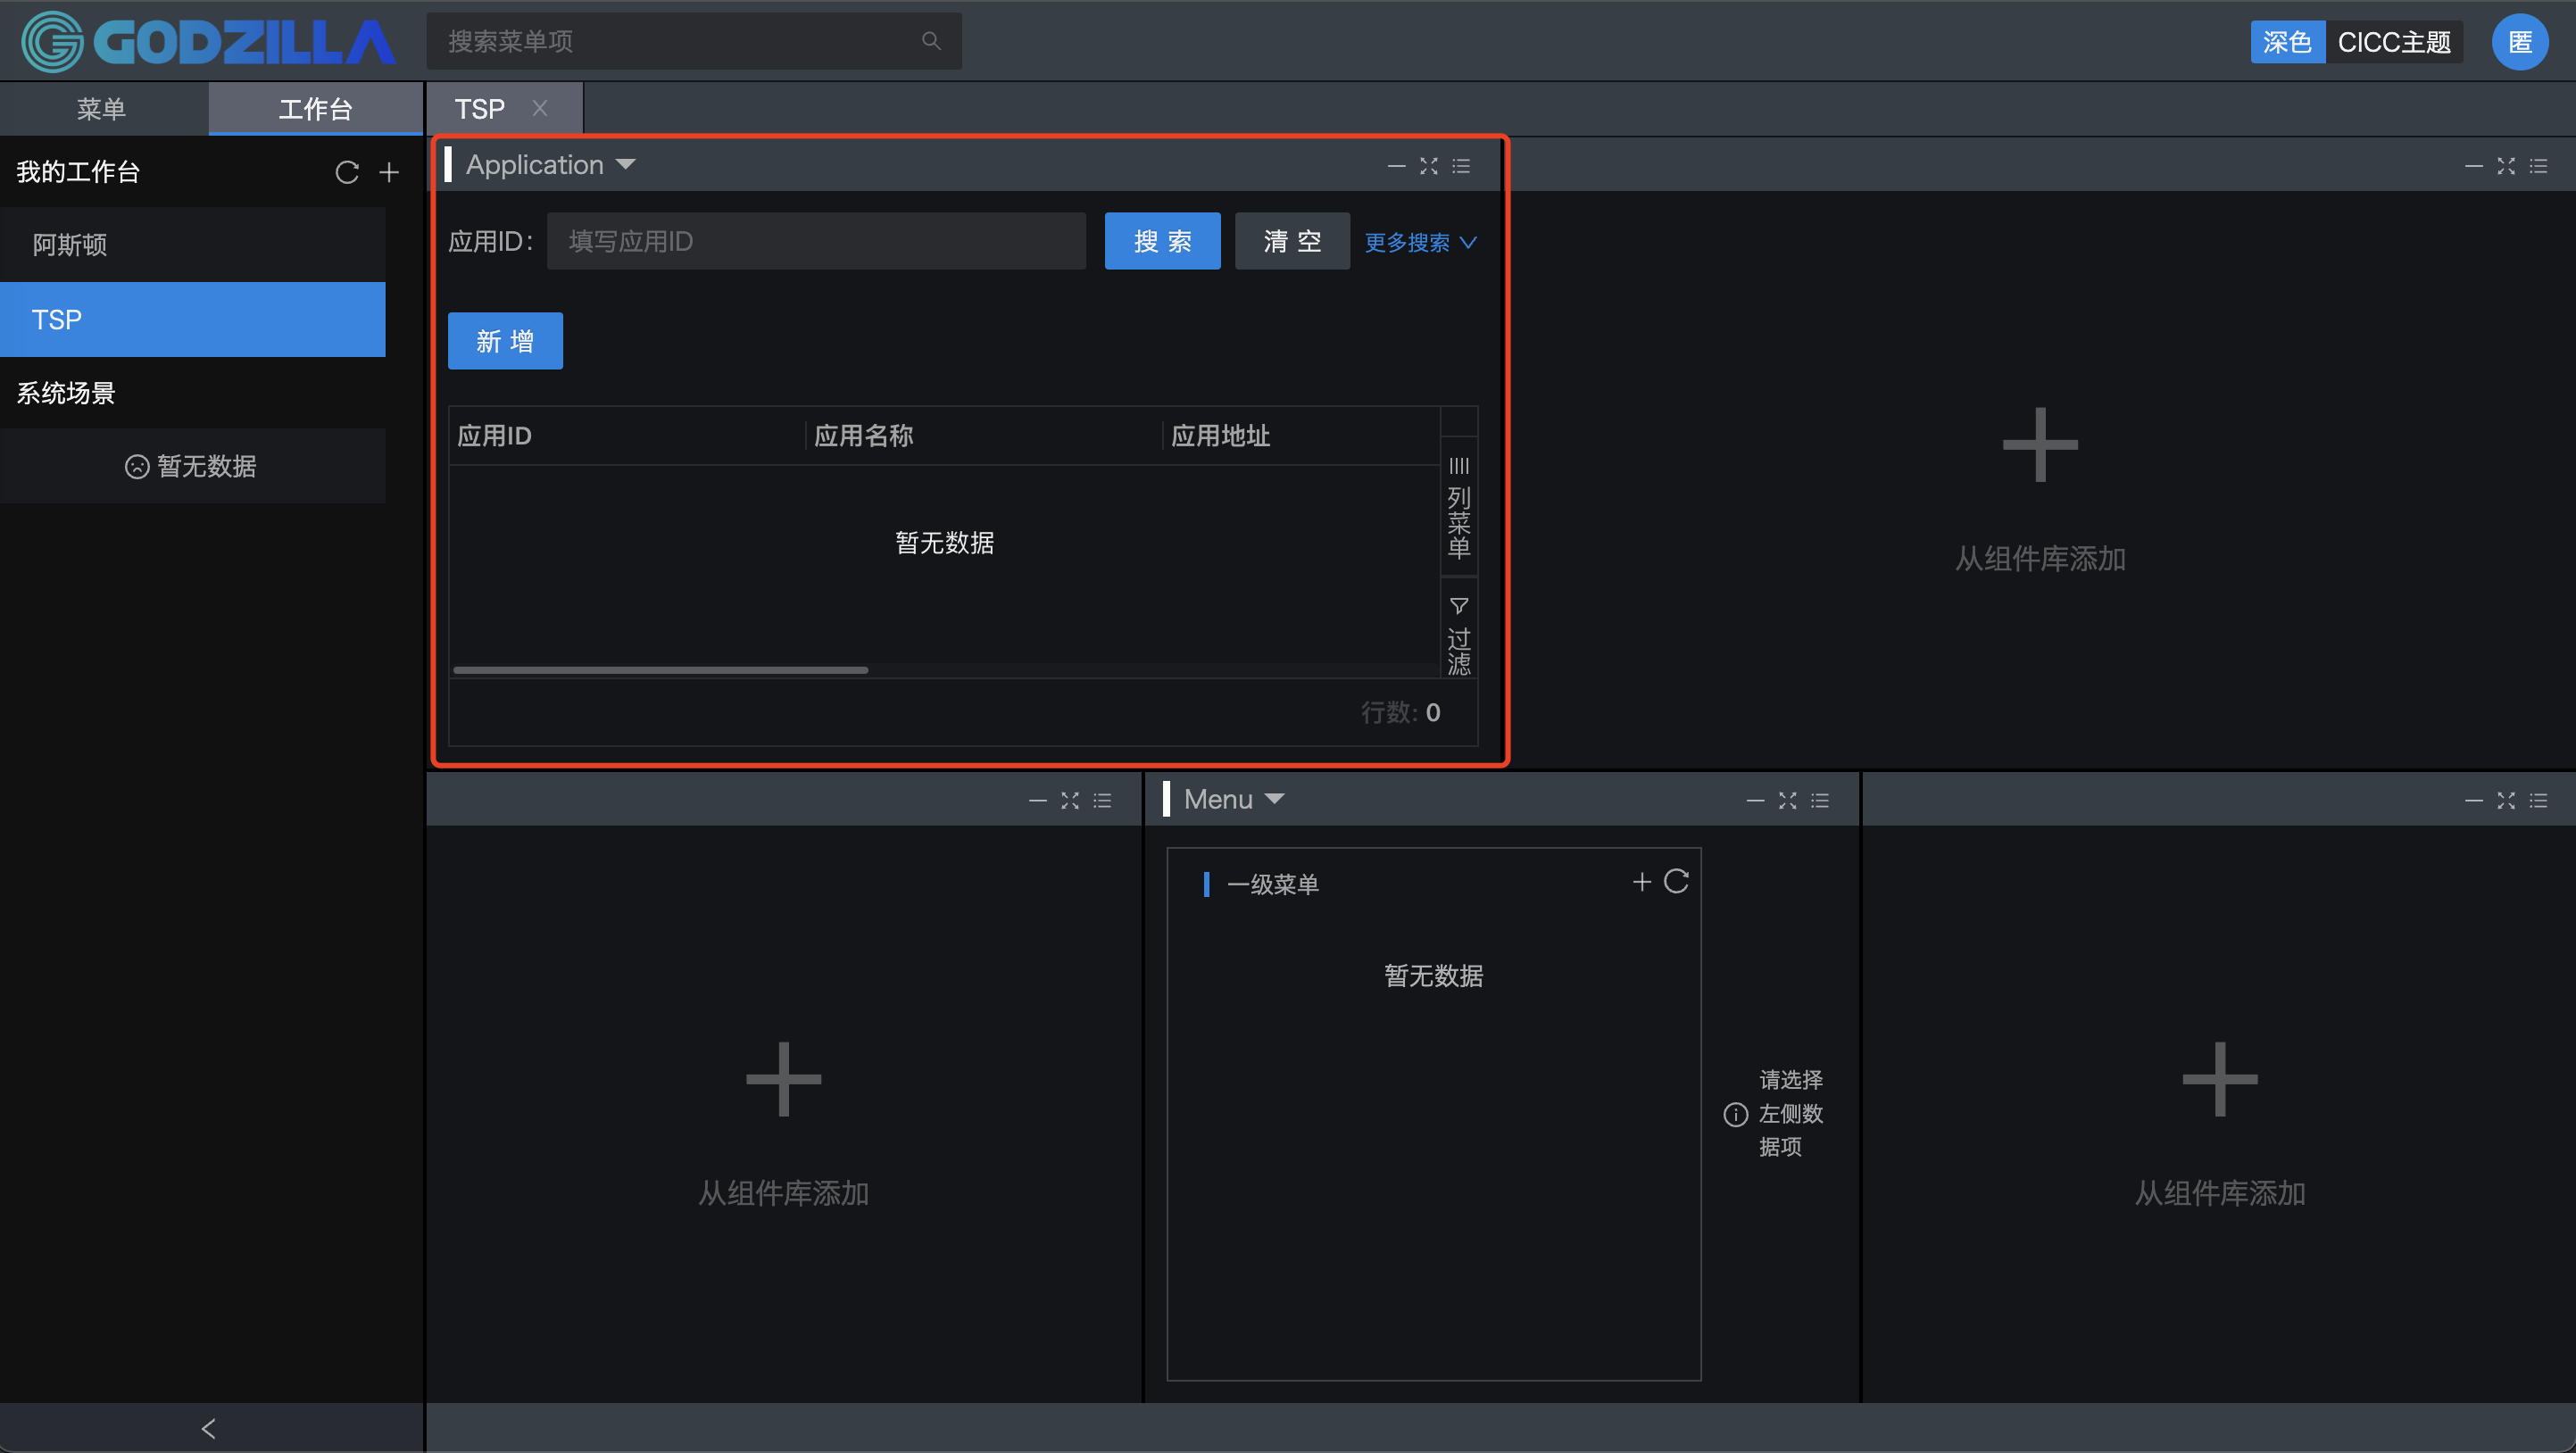 GODZILLA
搜索菜单项
深色 CICC主题
匿
菜单
工作台
TSP
我的工作台
阿斯顿
TSP
系统场景
暂无数据
Application
应用ID:
填写应用ID
搜 索
清 空
更多搜索
新 增
应用ID
应用名称
应用地址
暂无数据
列菜单
过滤
行数: 0
从组件库添加
从组件库添加
Menu
一级菜单
暂无数据
请选择
左侧数
据项
从组件库添加